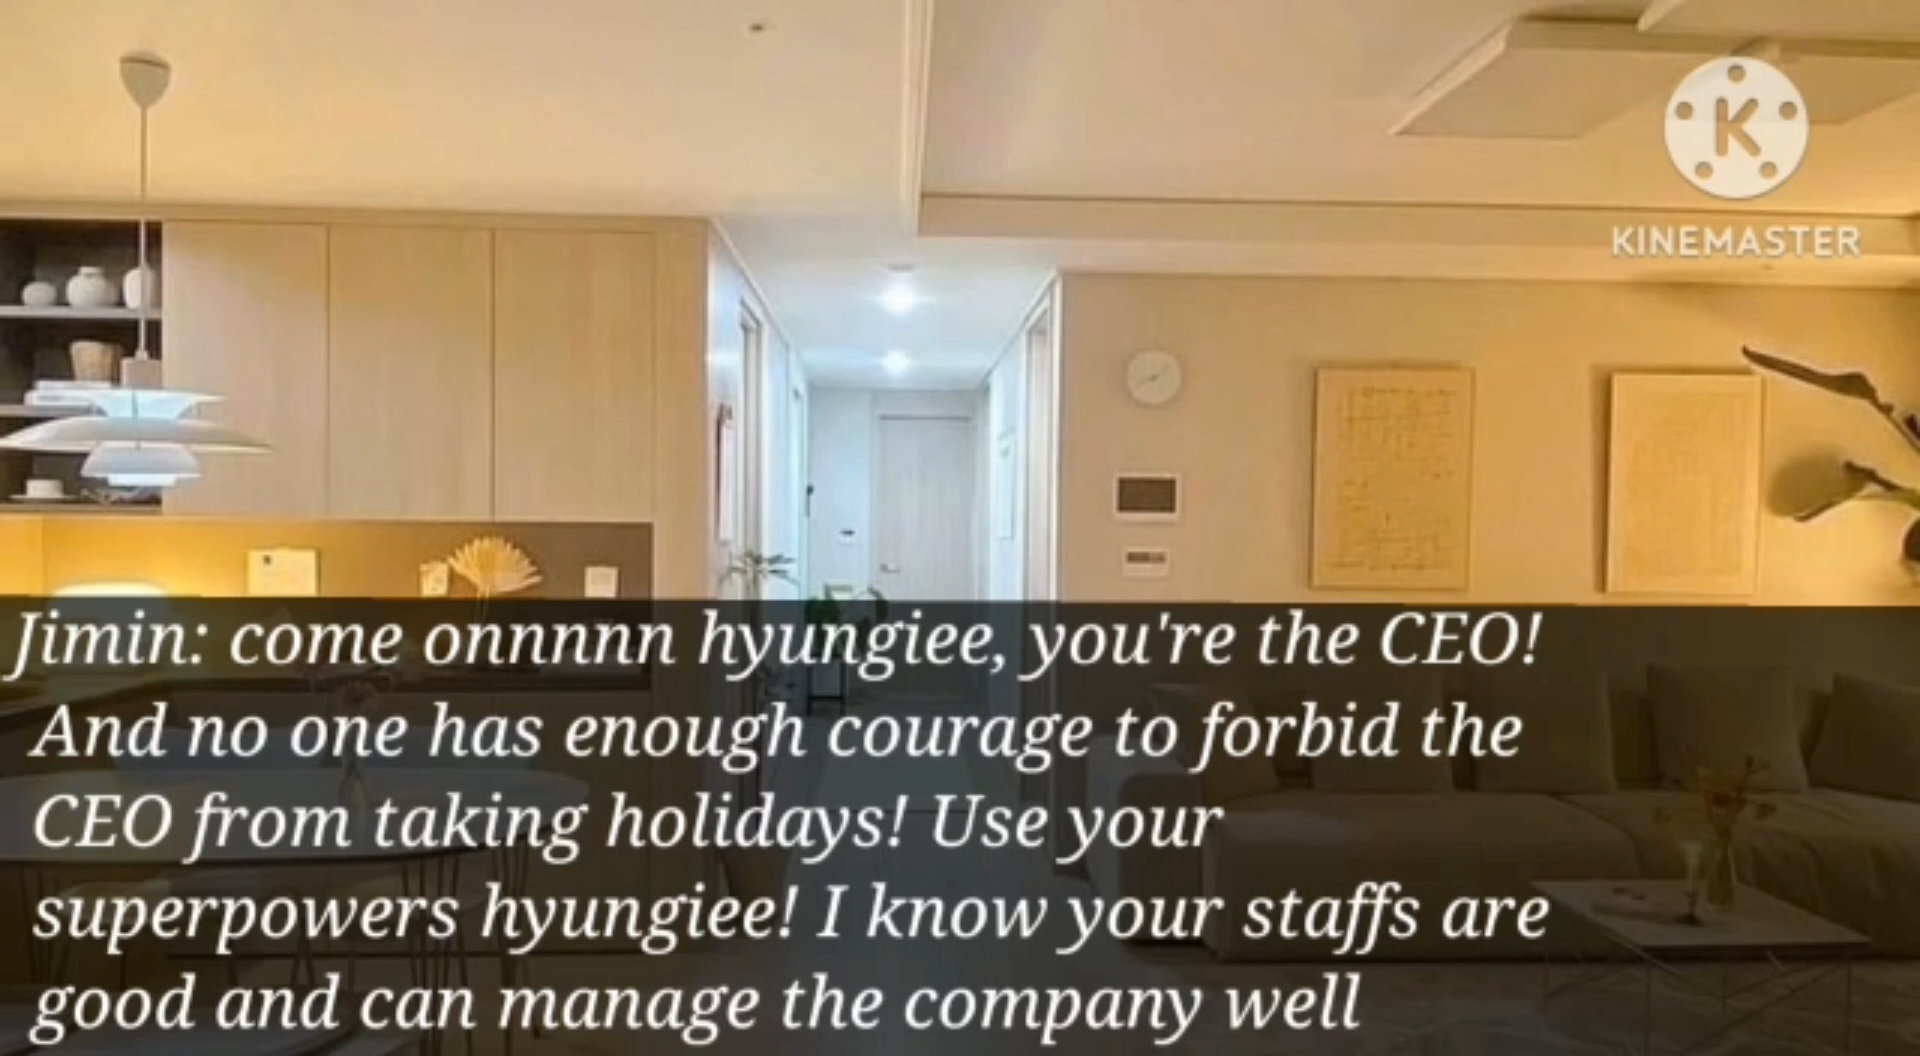 K
KINEMASTER
Jimin: come onnnnn hyungiee, you're the CEO!
And no one has enough courage to forbid the
CEO from taking holidays! Use your
superpowers hyungiee! I know your staffs are
good and can manage the company well